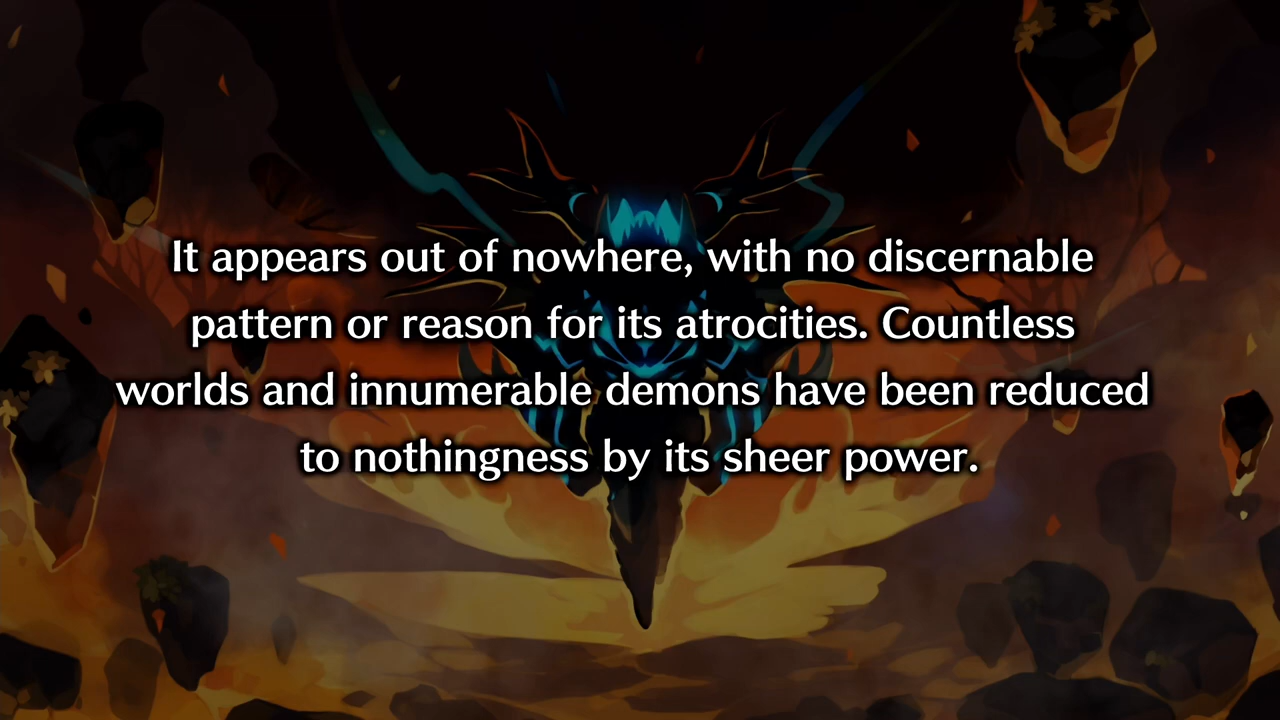 It appears out of nowhere, with no discernable
pattern or reason for its atrocities. Countless
worlds and innumerable demons have been reduced
to nothingness by its sheer power.